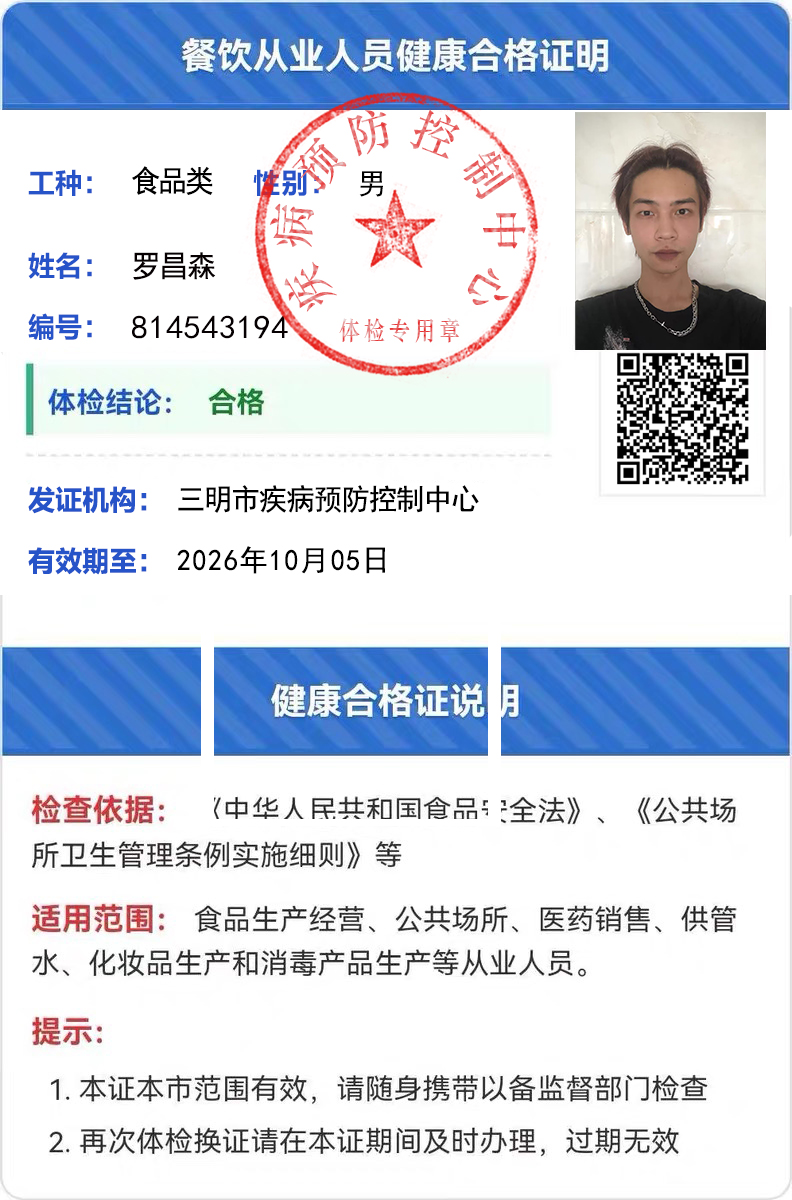 餐饮从业人员健康合格证明
工种： 食品类 性别： 男
姓名： 罗昌森
编号： 814543194
疾病预防控制中心
体检专用章
体检结论： 合格
发证机构： 三明市疾病预防控制中心
有效期至： 2026年10月05日
健康合格证说明
检查依据： 《中华人民共和国食品安全法》、《公共场
所卫生管理条例实施细则》等
适用范围： 食品生产经营、公共场所、医药销售、供管
水、化妆品生产和消毒产品生产等从业人员。
提示：
1. 本证本市范围有效，请随身携带以备监督部门检查
2. 再次体检换证请在本证期间及时办理，过期无效